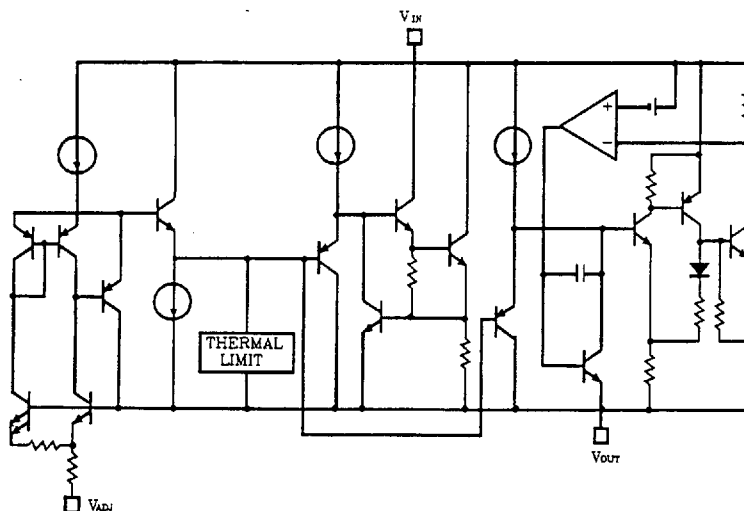 VIN
+
−
THERMAL
LIMIT
VOUT
VADJ